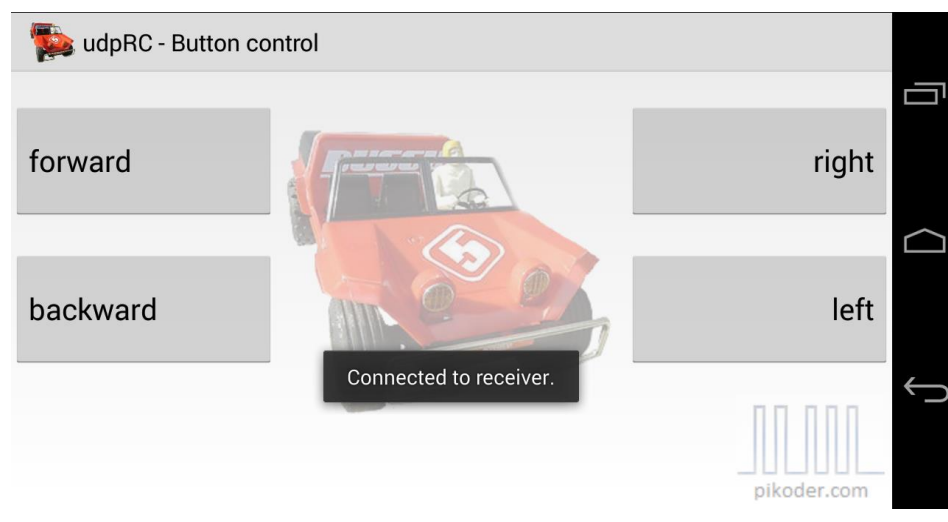 udpRC - Button control
forward
right
backward
left
Connected to receiver.
pikoder.com